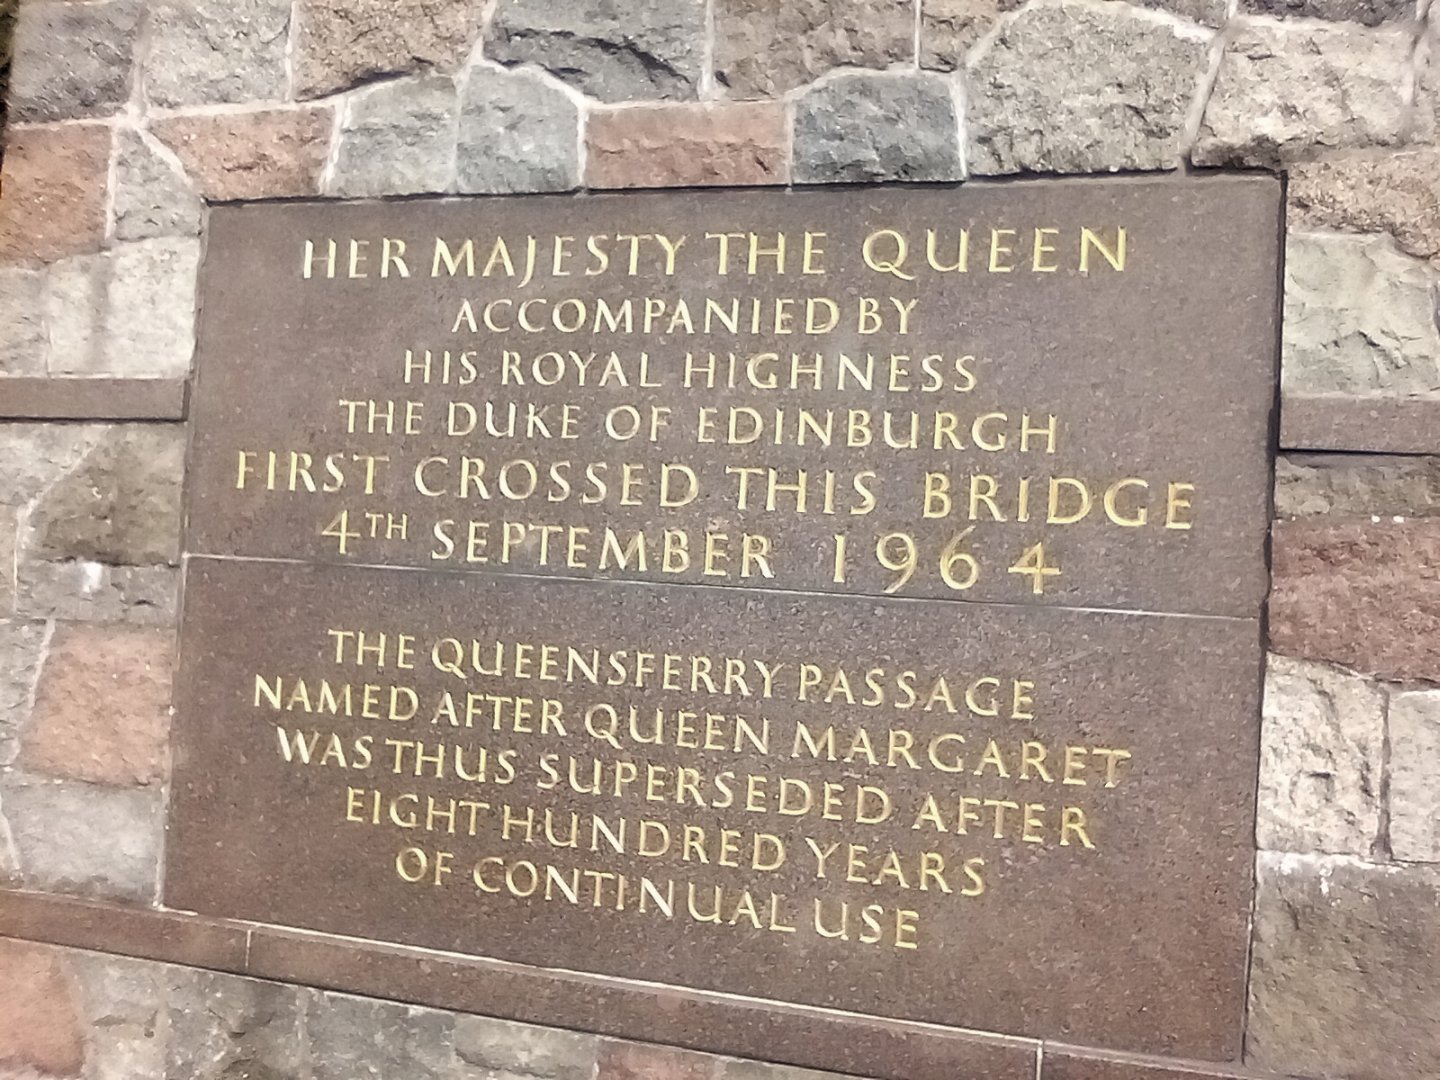 HER MAJESTY THE QUEEN
ACCOMPANIED BY
HIS ROYAL HIGHNESS
THE DUKE OF EDINBURGH
FIRST CROSSED THIS BRIDGE
4TH SEPTEMBER 1964
THE QUEENSFERRY PASSAGE
NAMED AFTER QUEEN MARGARET
WAS THUS SUPERSEDED AFTER
EIGHT HUNDRED YEARS
OF CONTINUAL USE